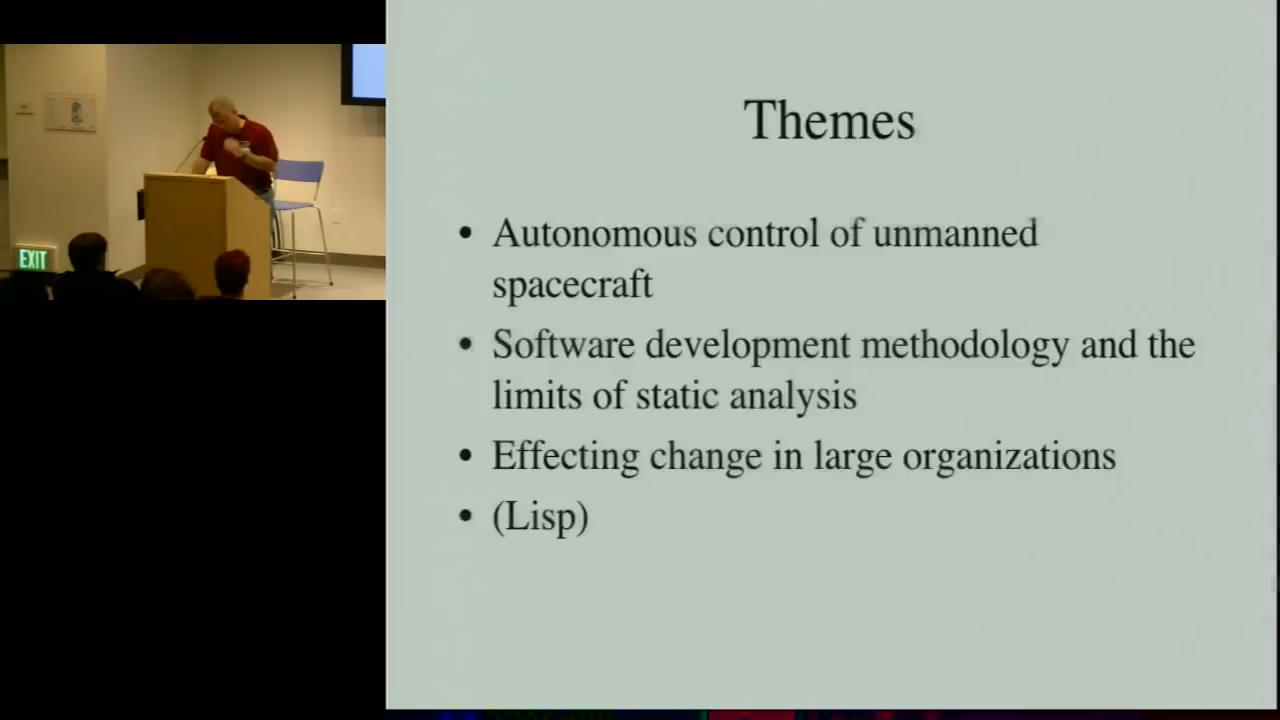 EXIT
Themes
• Autonomous control of unmanned
spacecraft
• Software development methodology and the
limits of static analysis
• Effecting change in large organizations
• (Lisp)